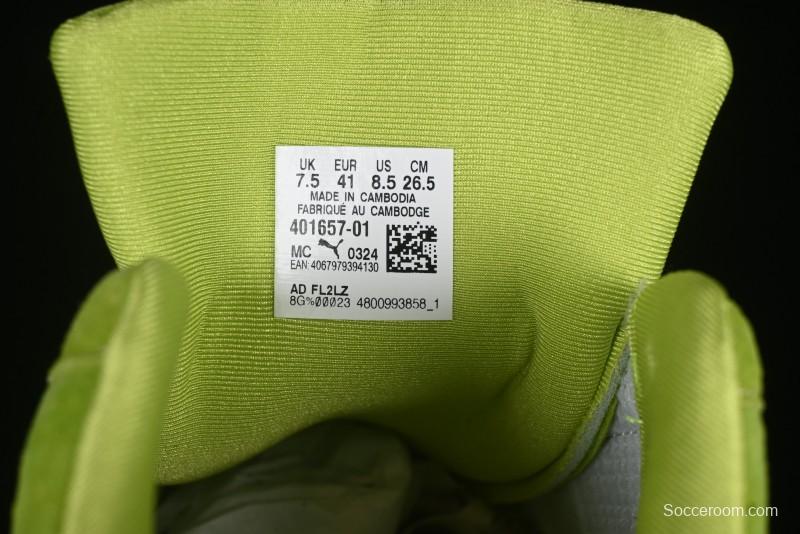 UK EUR US CM
7.5 41 8.5 26.5
MADE IN CAMBODIA
FABRIQUÉ AU CAMBODGE
401657-01
MC 0324
EAN: 4067979394130
AD FL2LZ
8G%00023 4800993858_1
Socceroom.com